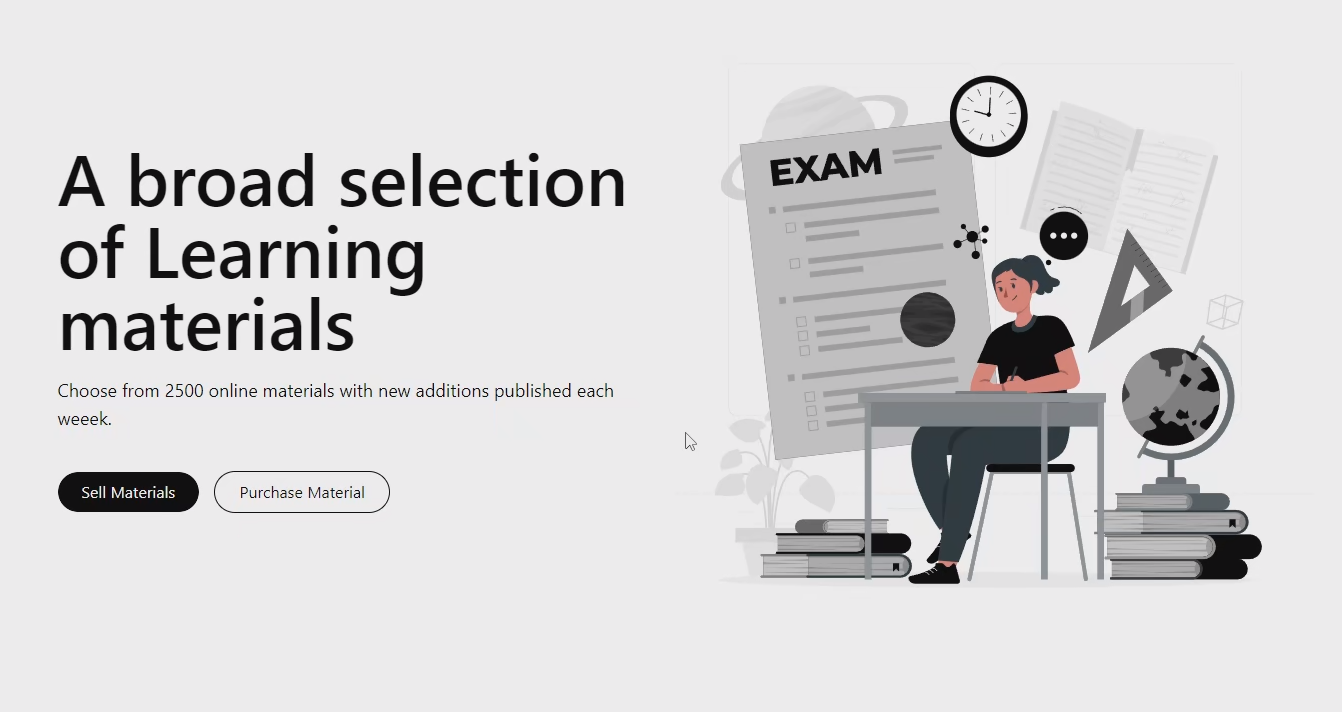 A broad selection
of Learning
materials
Choose from 2500 online materials with new additions published each
weeek.
Sell Materials
Purchase Material
EXAM